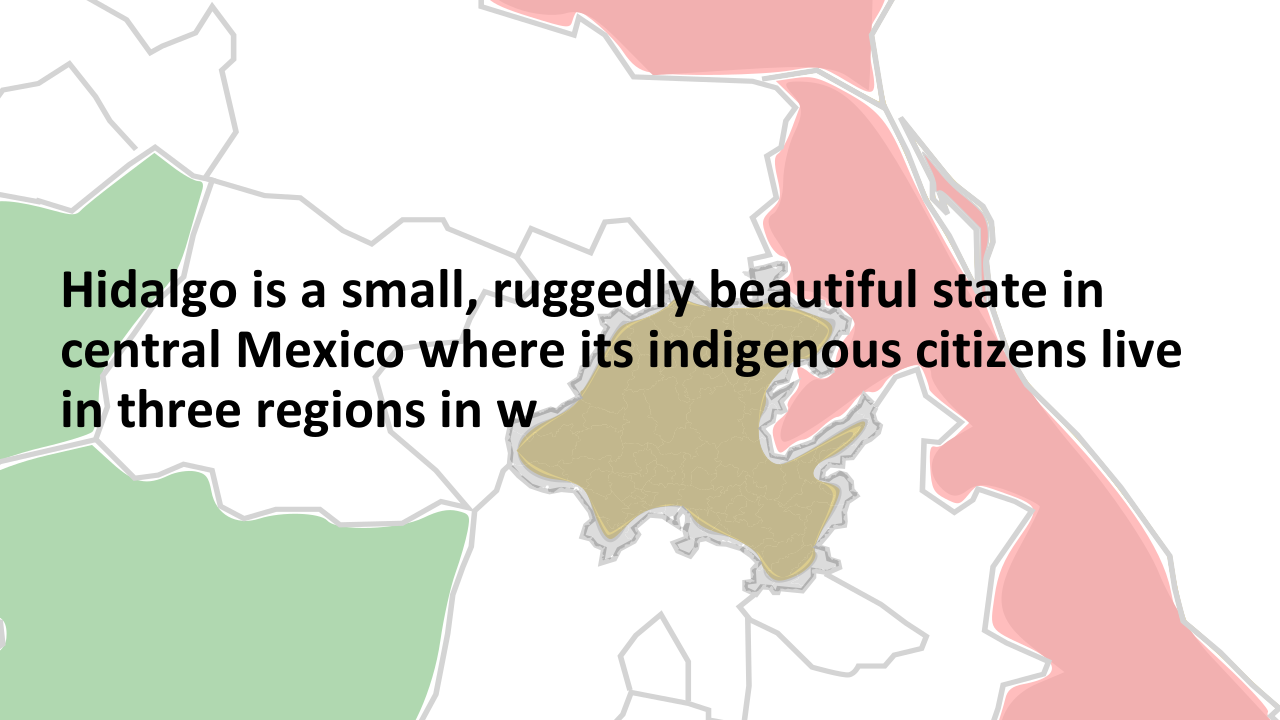 Hidalgo is a small, ruggedly beautiful state in
central Mexico where its indigenous citizens live
in three regions in w